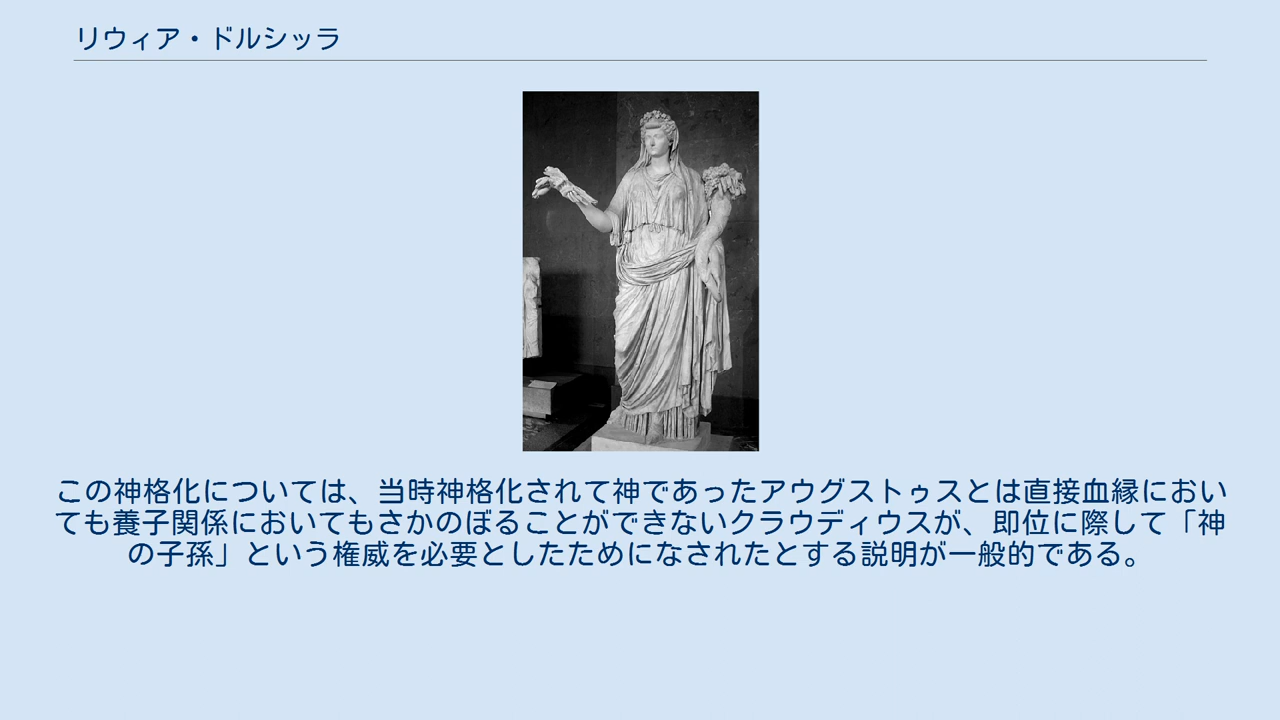 リウィア・ドルシッラ
この神格化については、当時神格化されて神であったアウグストゥスとは直接血縁におい
ても養子関係においてもさかのぼることができないクラウディウスが、即位に際して「神
の子孫」という権威を必要としたためになされたとする説明が一般的である。